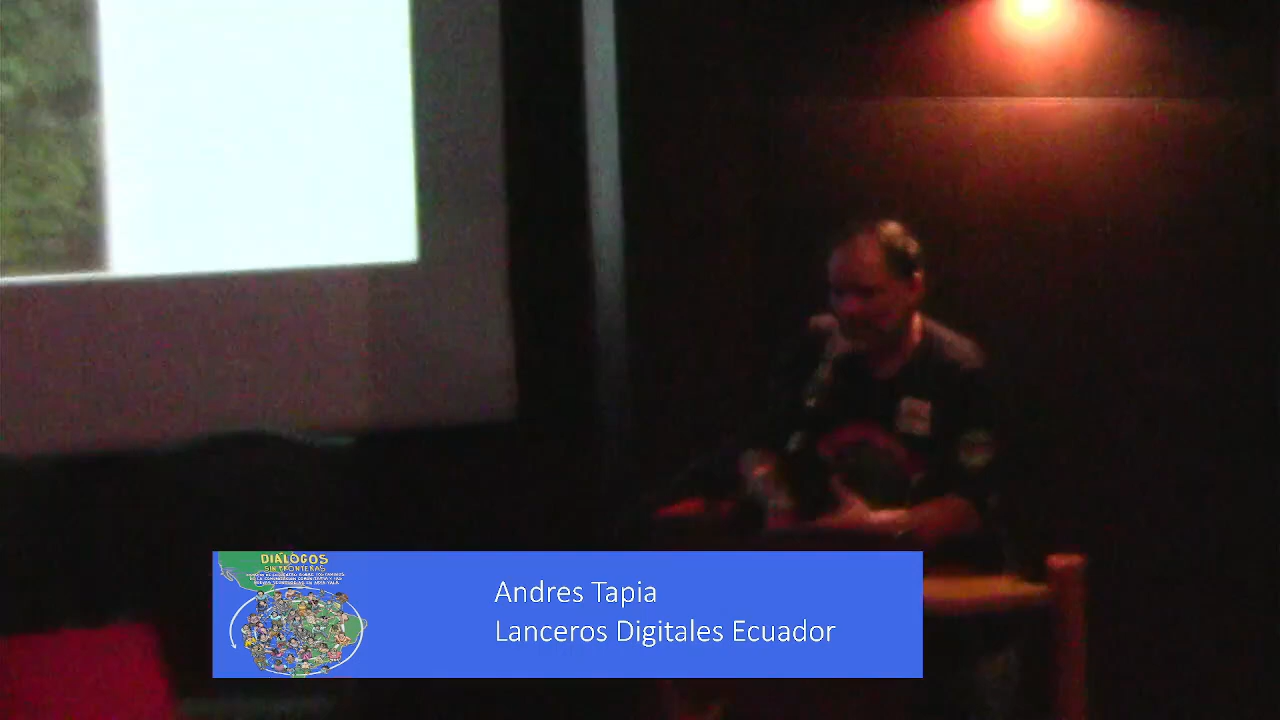 DIÁLOGOS
SIN FRONTERAS
Andres Tapia
Lanceros Digitales Ecuador